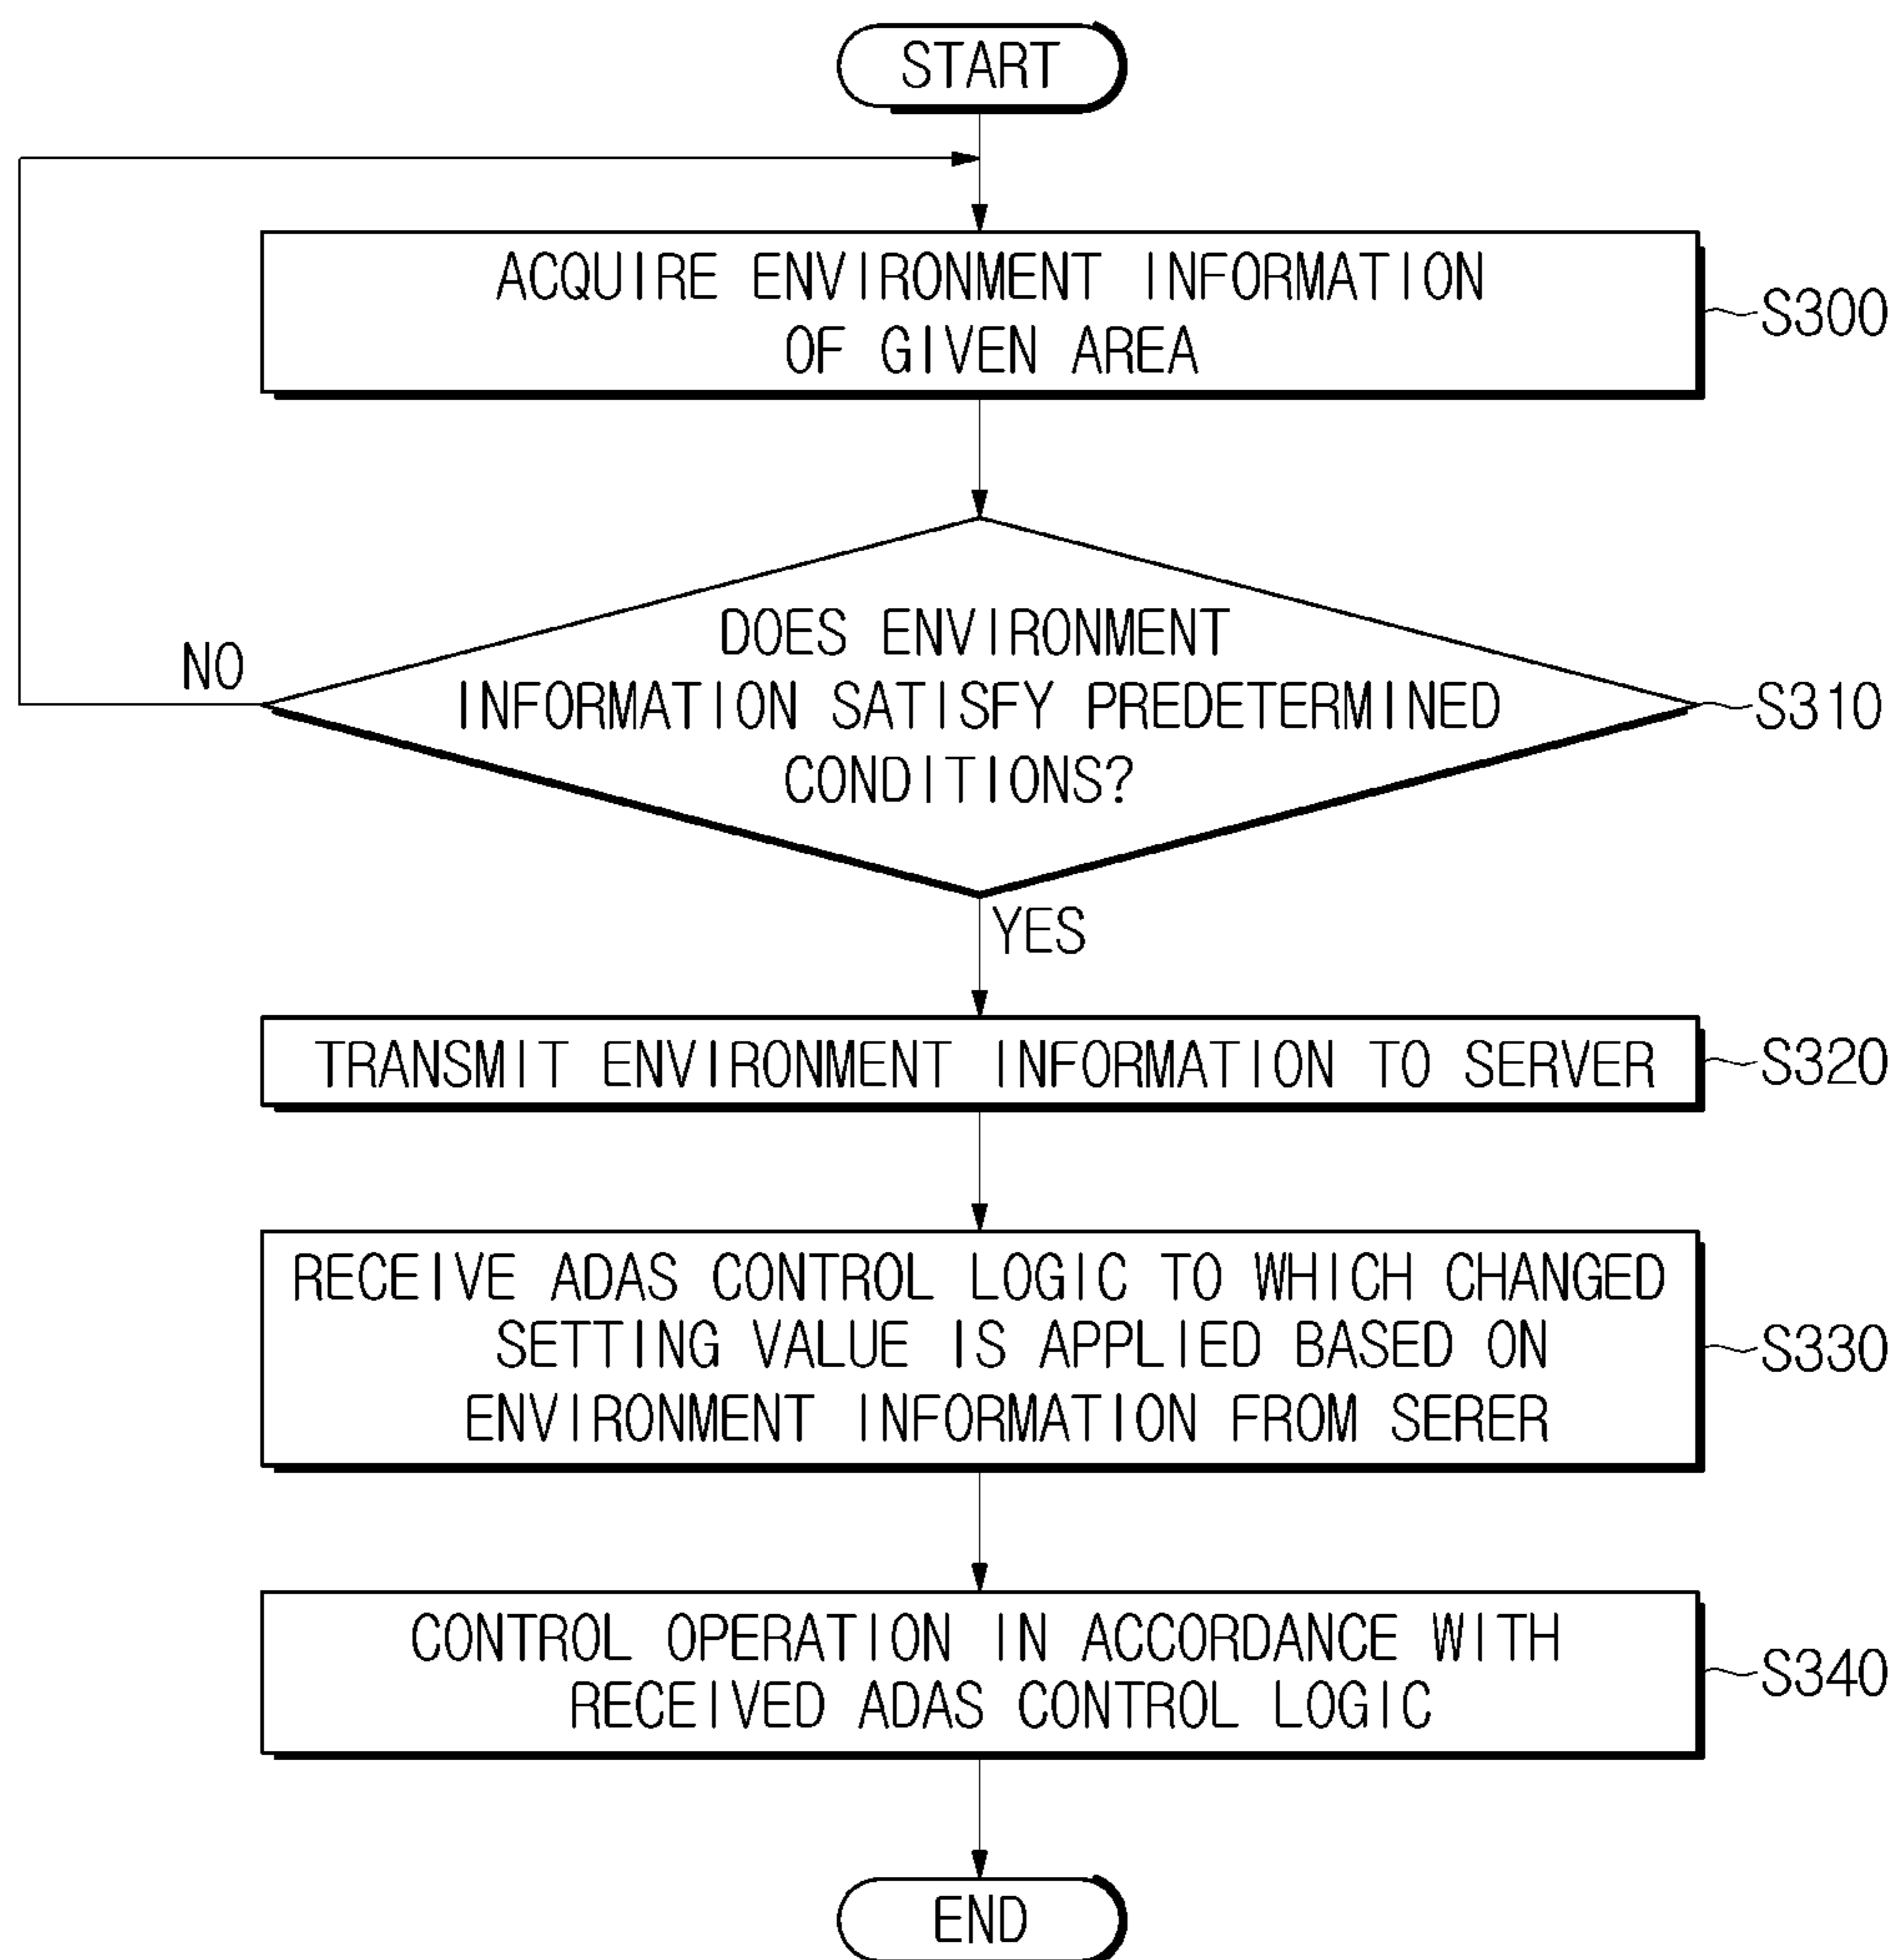 START
ACQUIRE ENVIRONMENT INFORMATION
OF GIVEN AREA
S300
DOES ENVIRONMENT
INFORMATION SATISFY PREDETERMINED
CONDITIONS?
S310
NO
YES
TRANSMIT ENVIRONMENT INFORMATION TO SERVER
S320
RECEIVE ADAS CONTROL LOGIC TO WHICH CHANGED
SETTING VALUE IS APPLIED BASED ON
ENVIRONMENT INFORMATION FROM SERER
S330
CONTROL OPERATION IN ACCORDANCE WITH
RECEIVED ADAS CONTROL LOGIC
S340
END